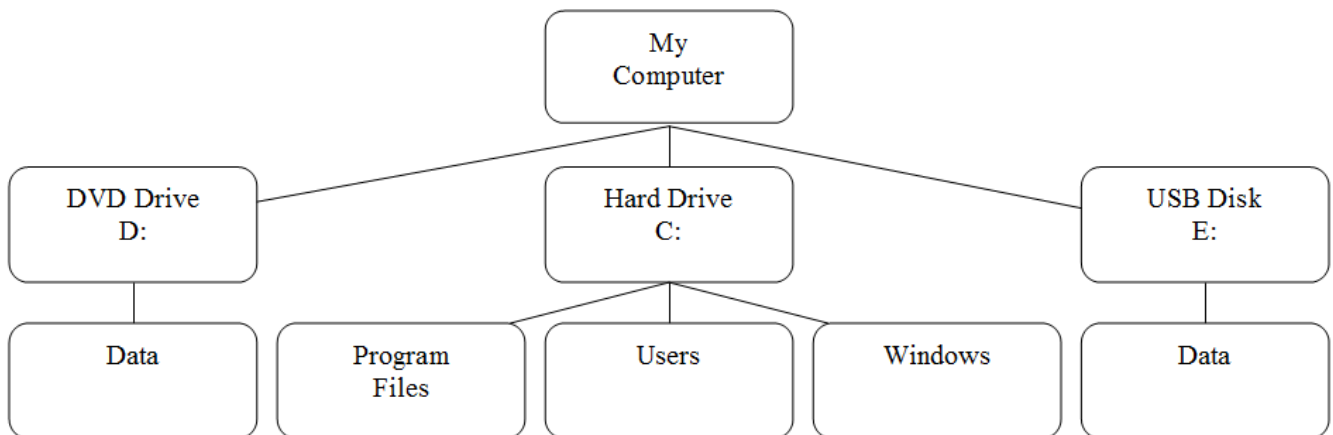 My
Computer
DVD Drive
D:
Hard Drive
C:
USB Disk
E:
Data
Program
Files
Users
Windows
Data